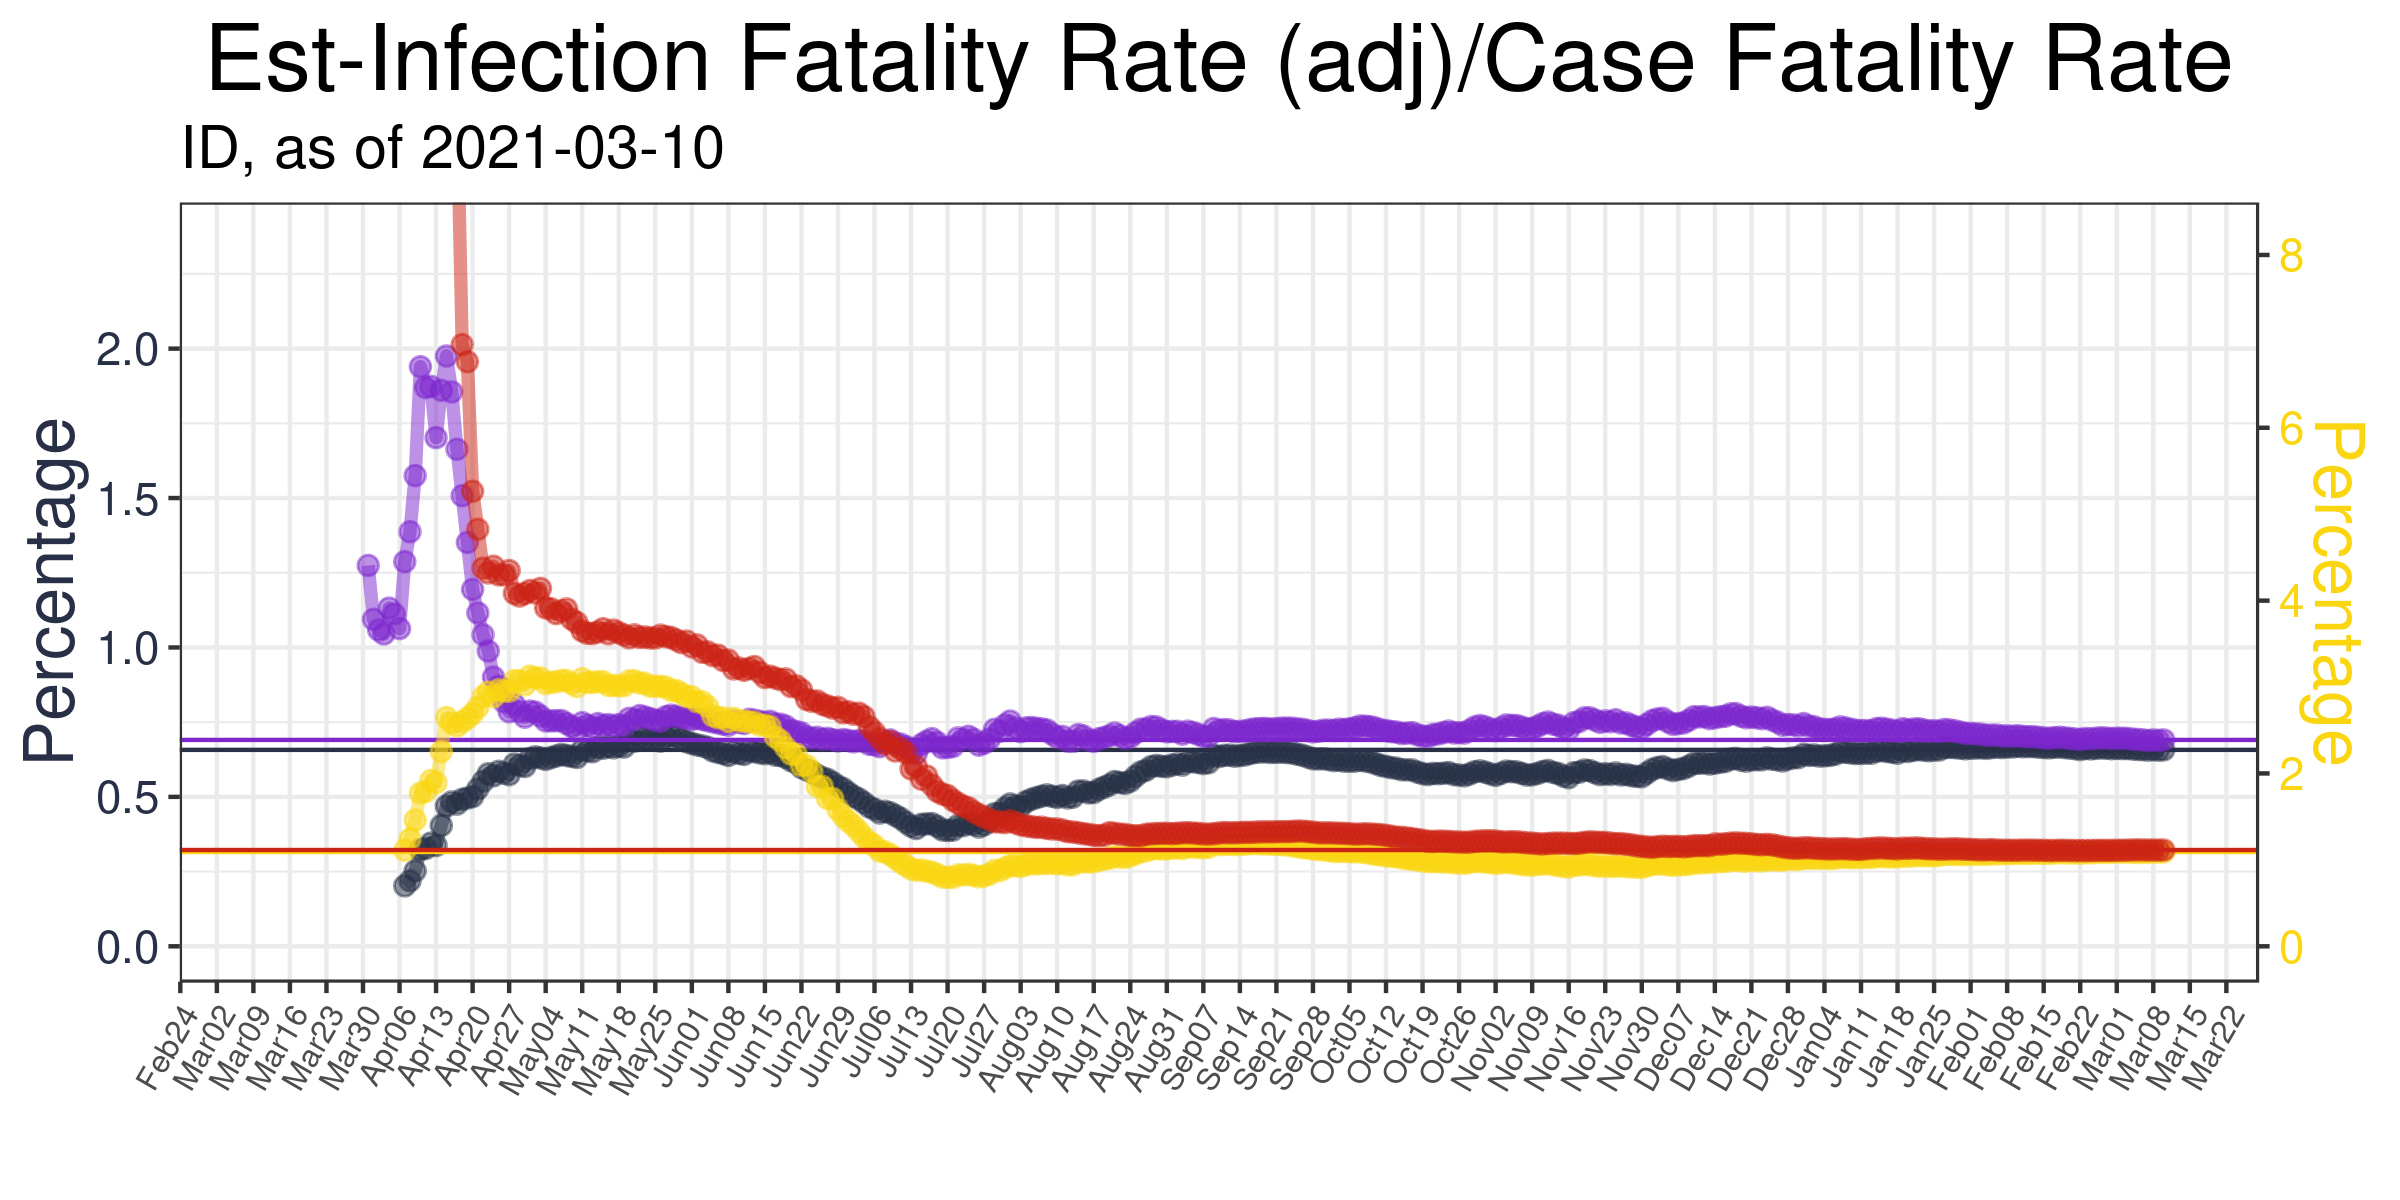 Est-Infection Fatality Rate (adj)/Case Fatality Rate
ID, as of 2021-03-10
Percentage
2.0
1.5
1.0
0.5
0.0
8
6
4
2
0
Percentage
Feb24
Mar02
Mar09
Mar16
Mar23
Mar30
Apr06
Apr13
Apr20
Apr27
May04
May11
May18
May25
Jun01
Jun08
Jun15
Jun22
Jun29
Jul06
Jul13
Jul20
Jul27
Aug03
Aug10
Aug17
Aug24
Aug31
Sep07
Sep14
Sep21
Sep28
Oct05
Oct12
Oct19
Oct26
Nov02
Nov09
Nov16
Nov23
Nov30
Dec07
Dec14
Dec21
Dec28
Jan04
Jan11
Jan18
Jan25
Feb01
Feb08
Feb15
Feb22
Mar01
Mar08
Mar15
Mar22